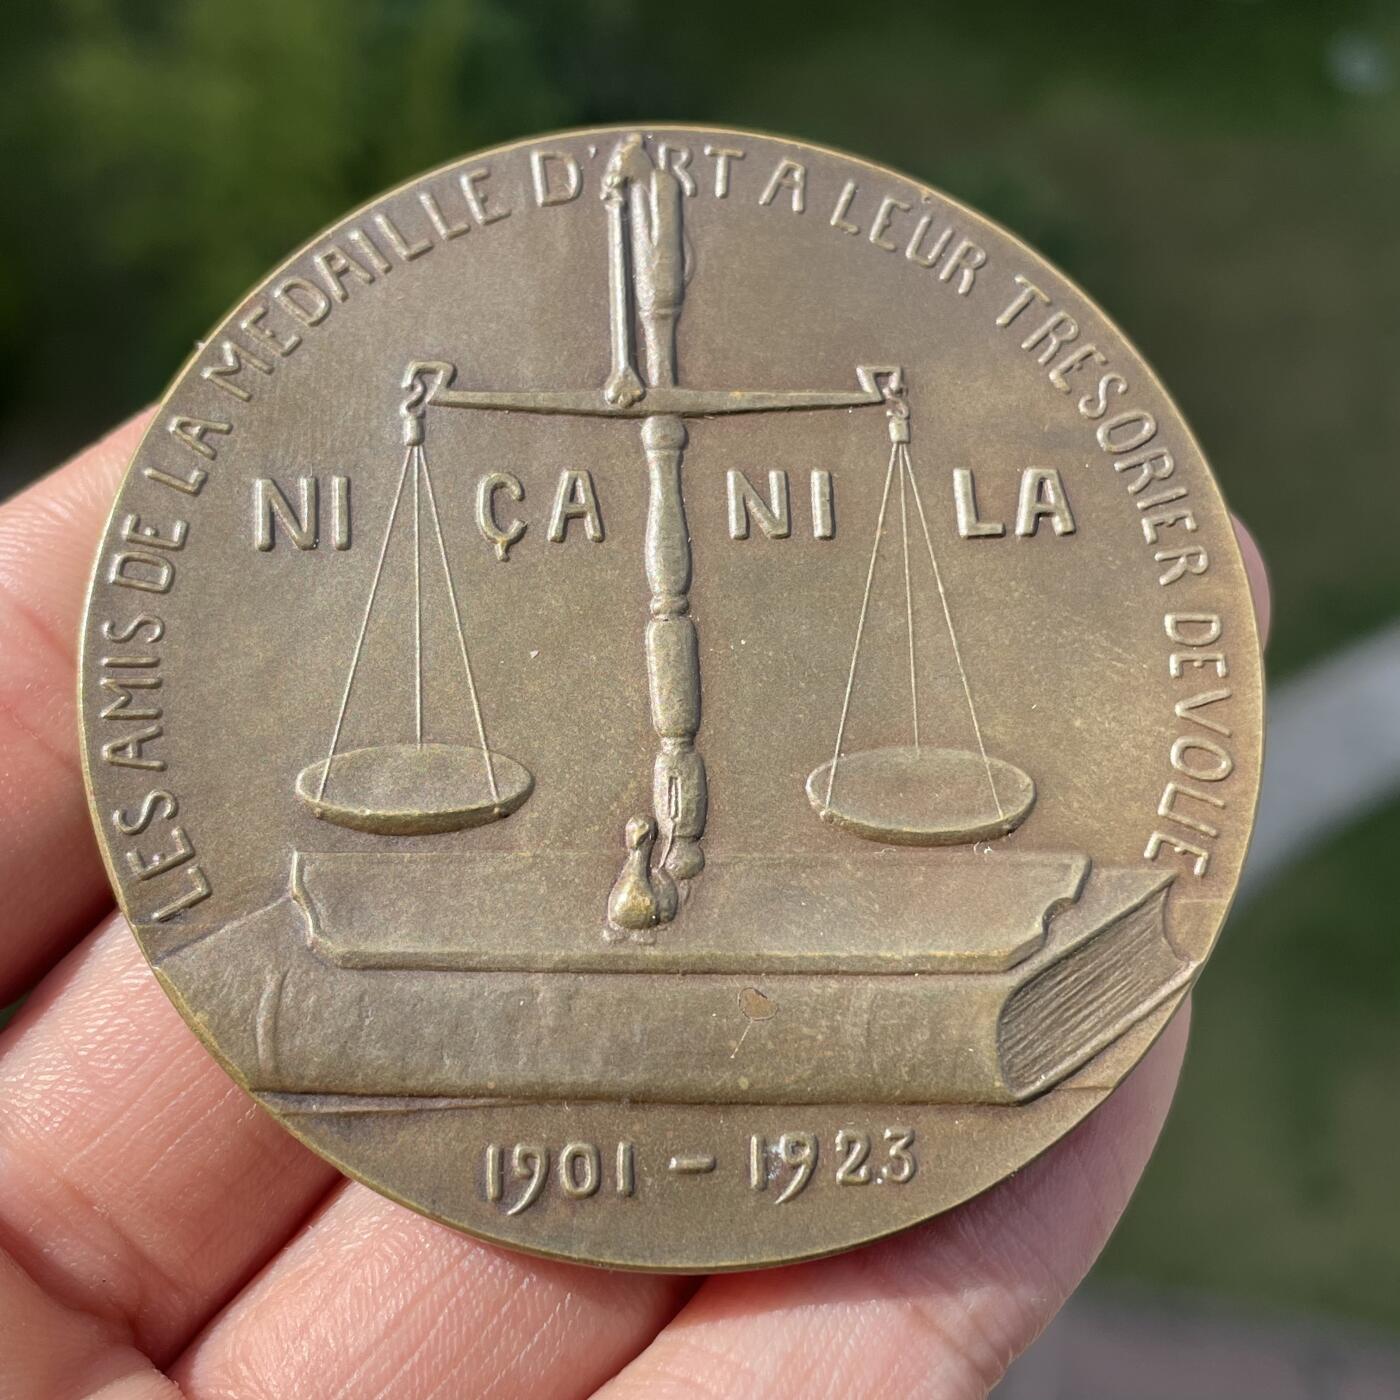 LES AMIS DE LA MEDAILLE D'ART A LEUR TRESORIER DEVOUE
NI ÇA NI LA
1901 – 1923